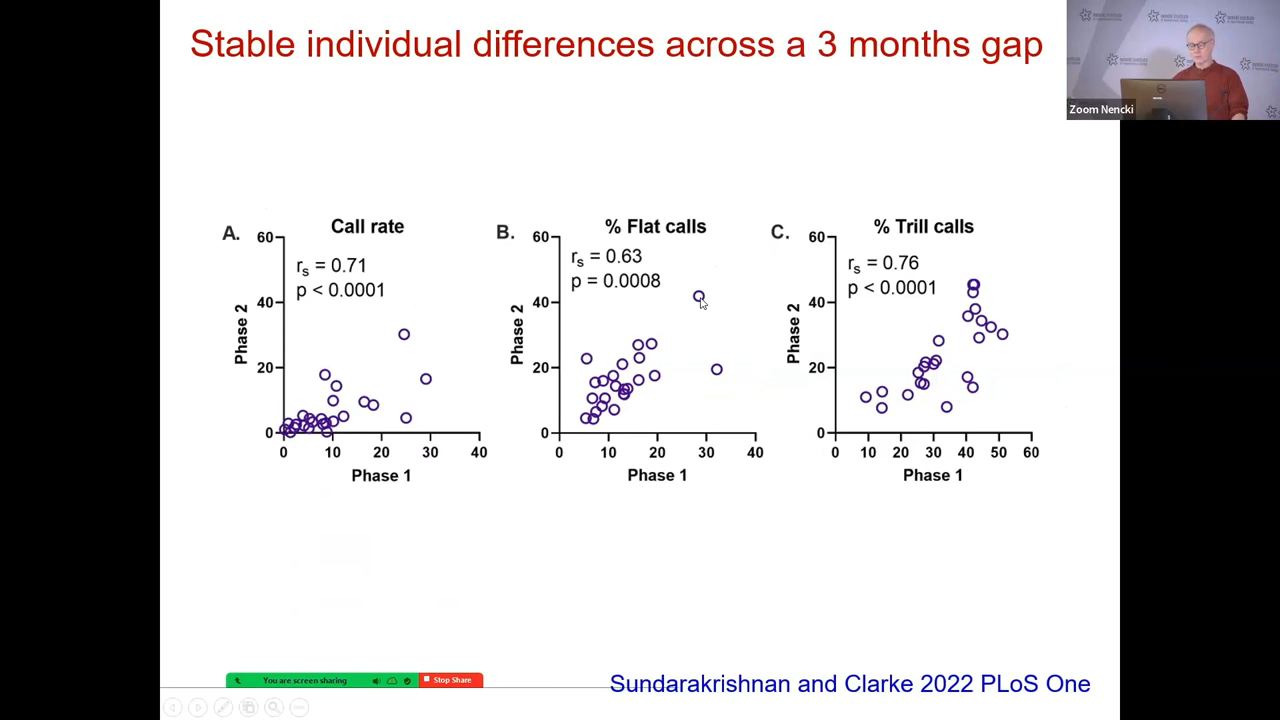 Stable individual differences across a 3 months gap
Zoom Nencki
A.
Call rate
60
40
20
0
rs = 0.71
p < 0.0001
Phase 2
0 10 20 30 40
Phase 1
B.
% Flat calls
60
40
20
0
rs = 0.63
p = 0.0008
Phase 2
0 10 20 30 40
Phase 1
C.
% Trill calls
60
40
20
0
rs = 0.76
p < 0.0001
Phase 2
0 10 20 30 40 50 60
Phase 1
You are screen sharing
Stop Share
Sundarakrishnan and Clarke 2022 PLoS One